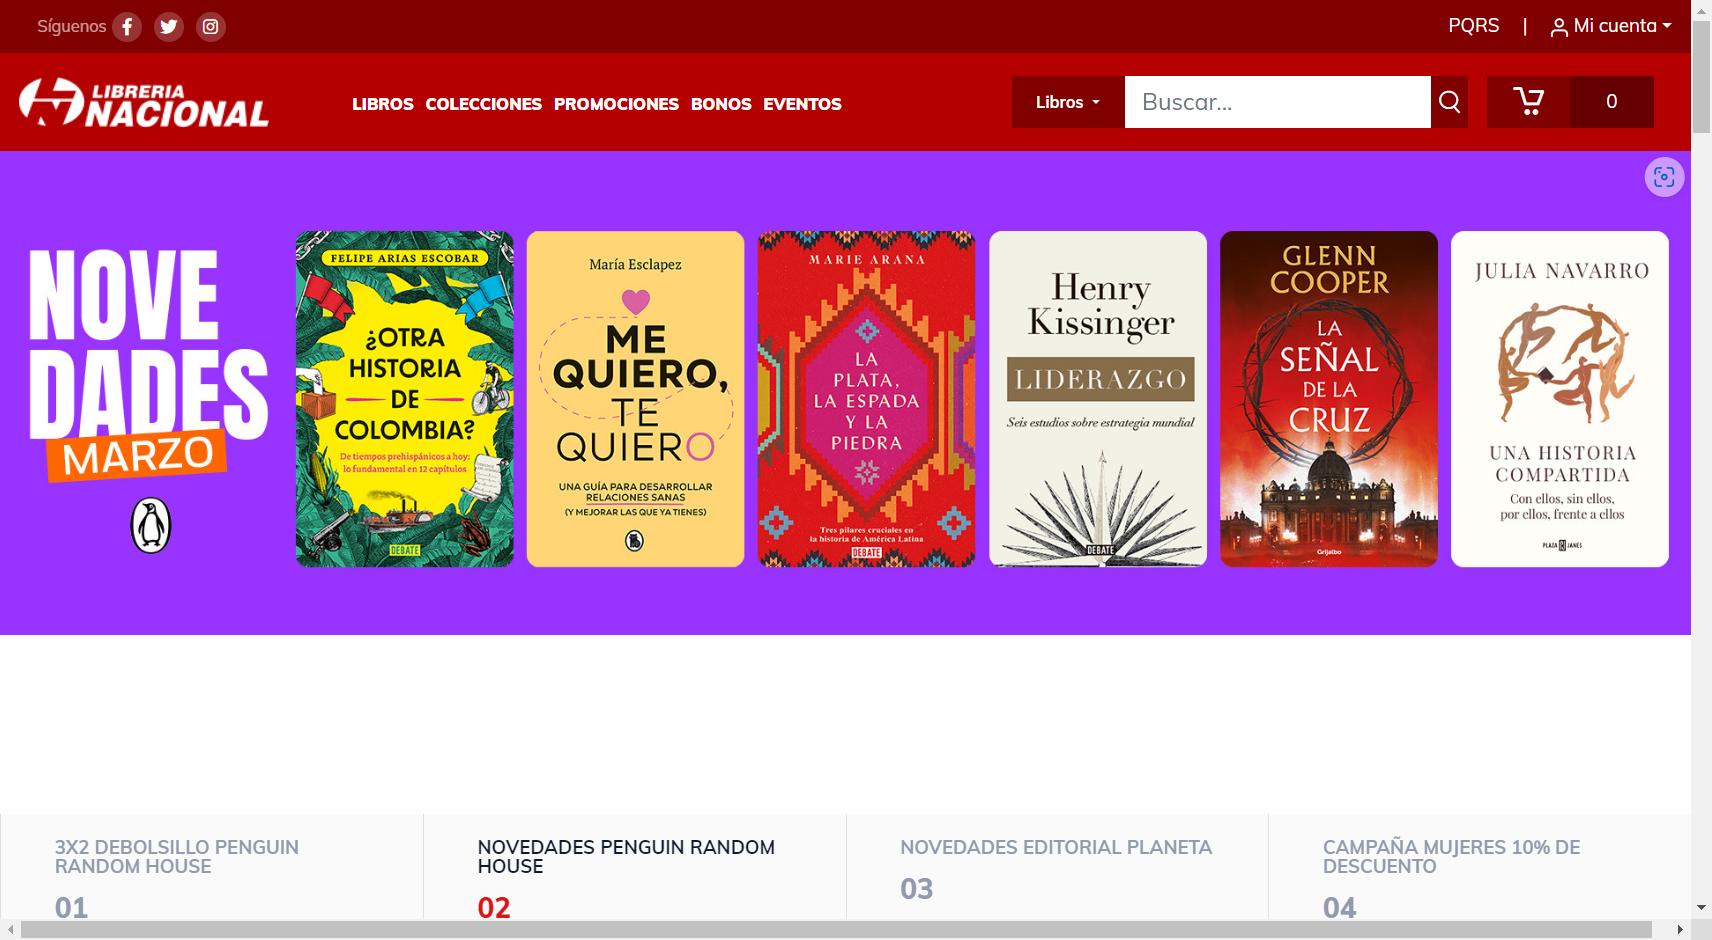 Síguenos
PQRS | Mi cuenta
LIBRERIA
NACIONAL
LIBROS COLECCIONES PROMOCIONES BONOS EVENTOS
Libros
Buscar...
0
NOVE
DADES
MARZO
FELIPE ARIAS ESCOBAR
¿OTRA
HISTORIA
DE
COLOMBIA?
De tiempos prehispánicos a hoy:
lo fundamental en 12 capítulos
DEBATE
María Esclapez
ME
QUIERO,
TE
QUIERO
UNA GUÍA PARA DESARROLLAR
RELACIONES SANAS
(Y MEJORAR LAS QUE YA TIENES)
MARIE ARANA
LA
PLATA,
LA ESPADA
Y LA
PIEDRA
Tres pilares cruciales en
la historia de América Latina
DEBATE
Henry
Kissinger
LIDERAZGO
Seis estudios sobre estrategia mundial
DEBATE
GLENN
COOPER
LA
SEÑAL
DE LA
CRUZ
Grijalbo
JULIA NAVARRO
UNA HISTORIA
COMPARTIDA
Con ellos, sin ellos,
por ellos, frente a ellos
PLAZA JANÉS
3X2 DEBOLSILLO PENGUIN
RANDOM HOUSE
01
NOVEDADES PENGUIN RANDOM
HOUSE
02
NOVEDADES EDITORIAL PLANETA
03
CAMPAÑA MUJERES 10% DE
DESCUENTO
04